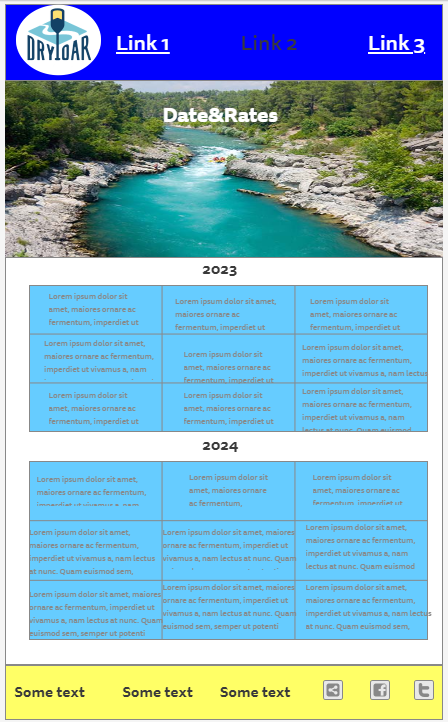 DRYOAR
Link 1 Link 2 Link 3
Date&Rates
2023
Lorem ipsum dolor sit
amet, maiores ornare ac
fermentum, imperdiet ut
Lorem ipsum dolor sit amet,
maiores ornare ac
fermentum, imperdiet ut
Lorem ipsum dolor sit
amet, maiores ornare ac
fermentum, imperdiet ut
Lorem ipsum dolor sit amet,
maiores ornare ac fermentum,
imperdiet ut vivamus a, nam
Lorem ipsum dolor sit
amet, maiores ornare ac
fermentum, imperdiet ut
Lorem ipsum dolor sit amet,
maiores ornare ac fermentum,
imperdiet ut vivamus a, nam lectus
Lorem ipsum dolor sit
amet, maiores ornare ac
fermentum, imperdiet ut
Lorem ipsum dolor sit
amet, maiores ornare ac
fermentum, imperdiet ut
Lorem ipsum dolor sit amet,
maiores ornare ac fermentum,
imperdiet ut vivamus a, nam
lectus at nunc. Quam euismod
2024
Lorem ipsum dolor sit amet,
maiores ornare ac fermentum,
imperdiet ut vivamus a, nam
Lorem ipsum dolor sit
amet, maiores ornare
ac fermentum,
Lorem ipsum dolor sit
amet, maiores ornare ac
fermentum, imperdiet ut
Lorem ipsum dolor sit amet,
maiores ornare ac fermentum,
imperdiet ut vivamus a, nam lectus
at nunc. Quam euismod sem,
Lorem ipsum dolor sit amet, maiores
ornare ac fermentum, imperdiet ut
vivamus a, nam lectus at nunc. Quam
Lorem ipsum dolor sit amet,
maiores ornare ac fermentum,
imperdiet ut vivamus a, nam
lectus at nunc. Quam euismod
Lorem ipsum dolor sit amet, maiores
ornare ac fermentum, imperdiet ut
vivamus a, nam lectus at nunc. Quam
euismod sem, semper ut potenti
Lorem ipsum dolor sit amet, maiores
ornare ac fermentum, imperdiet ut
vivamus a, nam lectus at nunc. Quam
euismod sem, semper ut potenti
Lorem ipsum dolor sit amet,
maiores ornare ac fermentum,
imperdiet ut vivamus a, nam lectus
at nunc. Quam euismod sem,
Some text Some text Some text